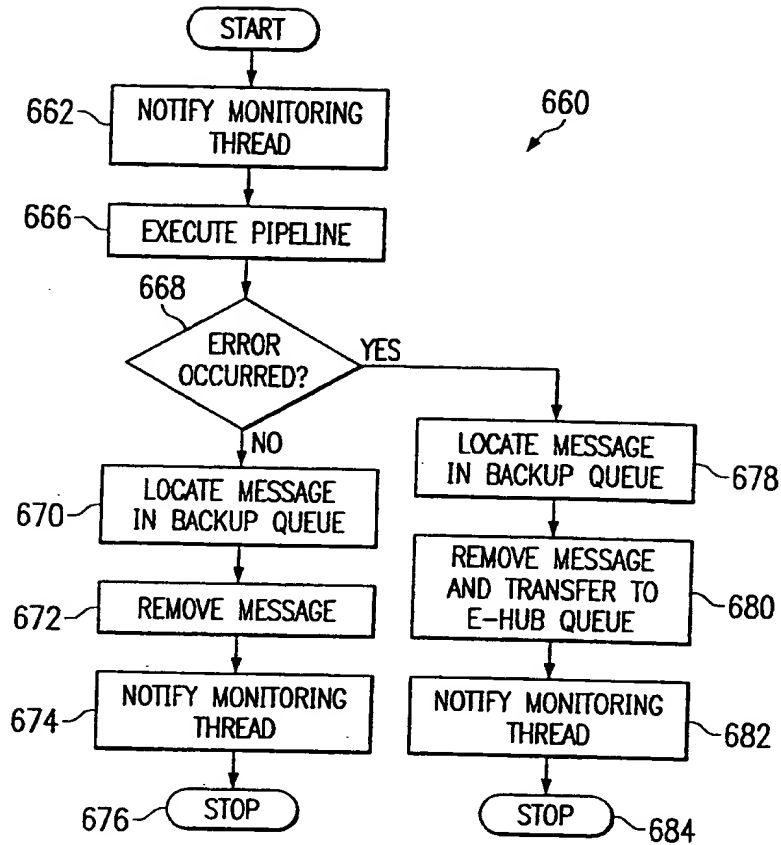 START
662
NOTIFY MONITORING
THREAD
660
666
EXECUTE PIPELINE
668
ERROR
OCCURRED?
YES
NO
670
LOCATE MESSAGE
IN BACKUP QUEUE
672
REMOVE MESSAGE
674
NOTIFY MONITORING
THREAD
676
STOP
LOCATE MESSAGE
IN BACKUP QUEUE
678
REMOVE MESSAGE
AND TRANSFER TO
E-HUB QUEUE
680
NOTIFY MONITORING
THREAD
682
STOP
684